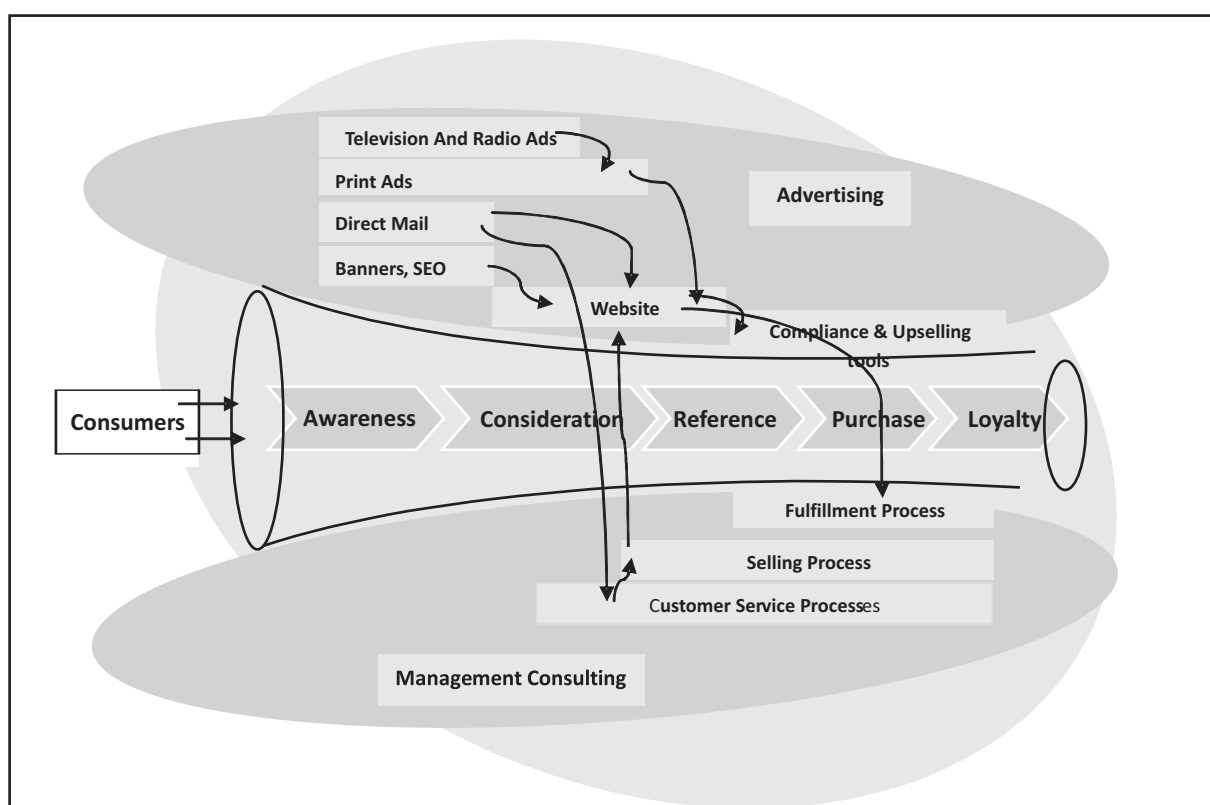 Television And Radio Ads
Print Ads
Advertising
Direct Mail
Banners, SEO
Website
Compliance & Upselling
tools
Consumers
Awareness
Consideration
Reference
Purchase
Loyalty
Fulfillment Process
Selling Process
Customer Service Processes
Management Consulting